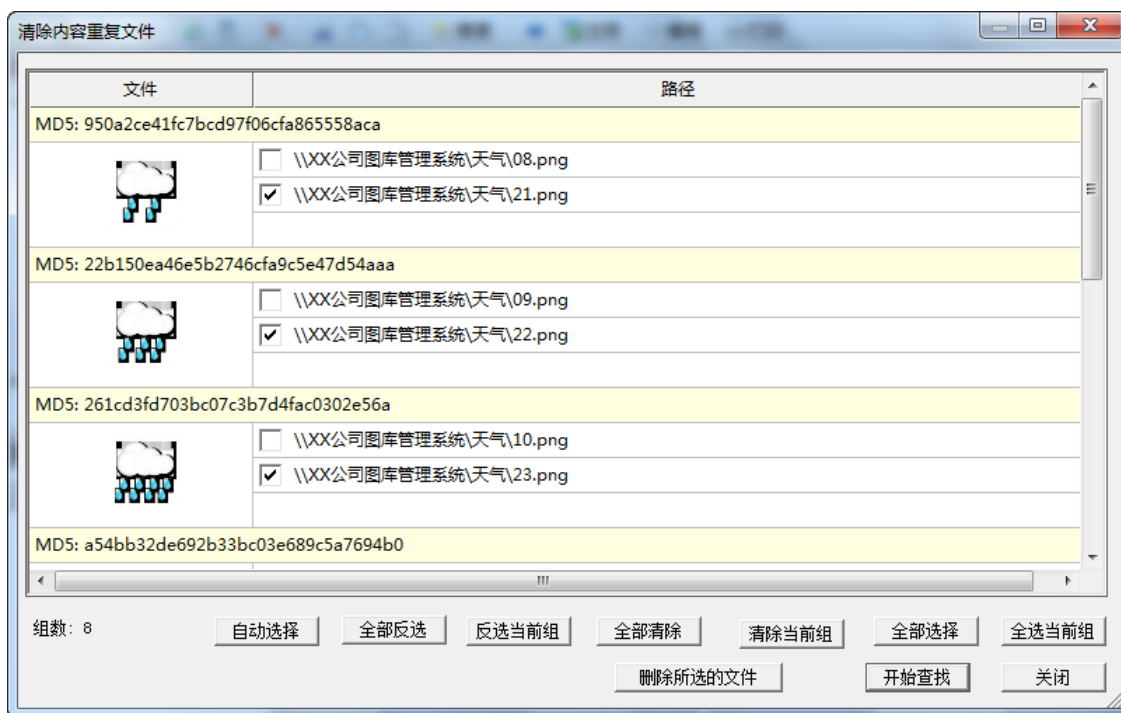 清除内容重复文件
文件 路径
MD5: 950a2ce41fc7bcd97f06cfa865558aca
\\XX公司图库管理系统\天气\08.png
\\XX公司图库管理系统\天气\21.png
MD5: 22b150ea46e5b2746cfa9c5e47d54aaa
\\XX公司图库管理系统\天气\09.png
\\XX公司图库管理系统\天气\22.png
MD5: 261cd3fd703bc07c3b7d4fac0302e56a
\\XX公司图库管理系统\天气\10.png
\\XX公司图库管理系统\天气\23.png
MD5: a54bb32de692b33bc03e689c5a7694b0
组数: 8 自动选择 全部反选 反选当前组 全部清除 清除当前组 全部选择 全选当前组
删除所选的文件 开始查找 关闭